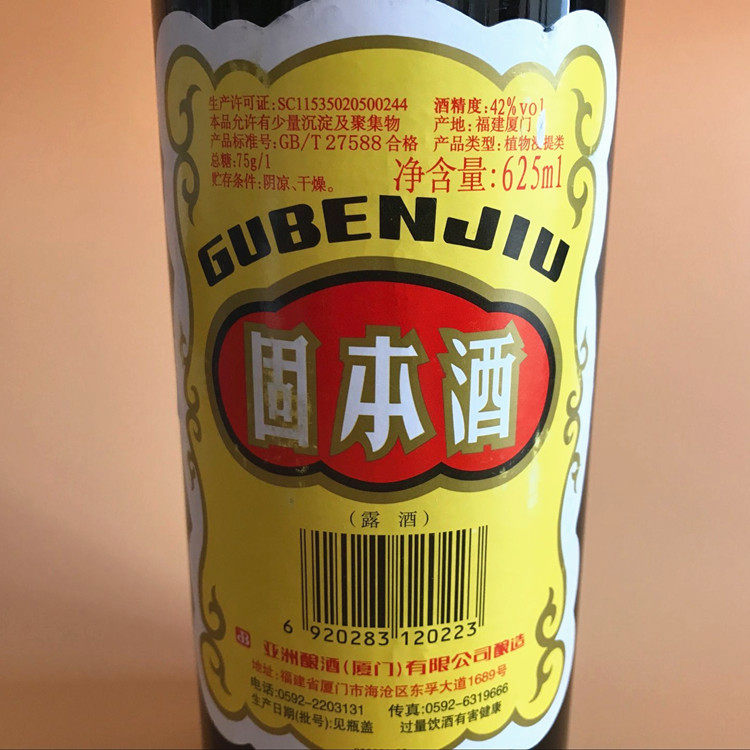 生产许可证:SC11535020500244 酒精度:42%vol
本品允许有少量沉淀及聚集物 产地:福建厦门
产品标准号:GB/T 27588 合格 产品类型:植物浸提类
总糖:75g/l 净含量:625ml
贮存条件:阴凉、干燥。
GUBENJIU
固本酒
(露 酒)
6 920283 120223
亚洲酿酒(厦门)有限公司酿造
地址:福建省厦门市海沧区东孚大道1689号
电话:0592-2203131 传真:0592-6319666
生产日期(批号):见瓶盖 过量饮酒有害健康